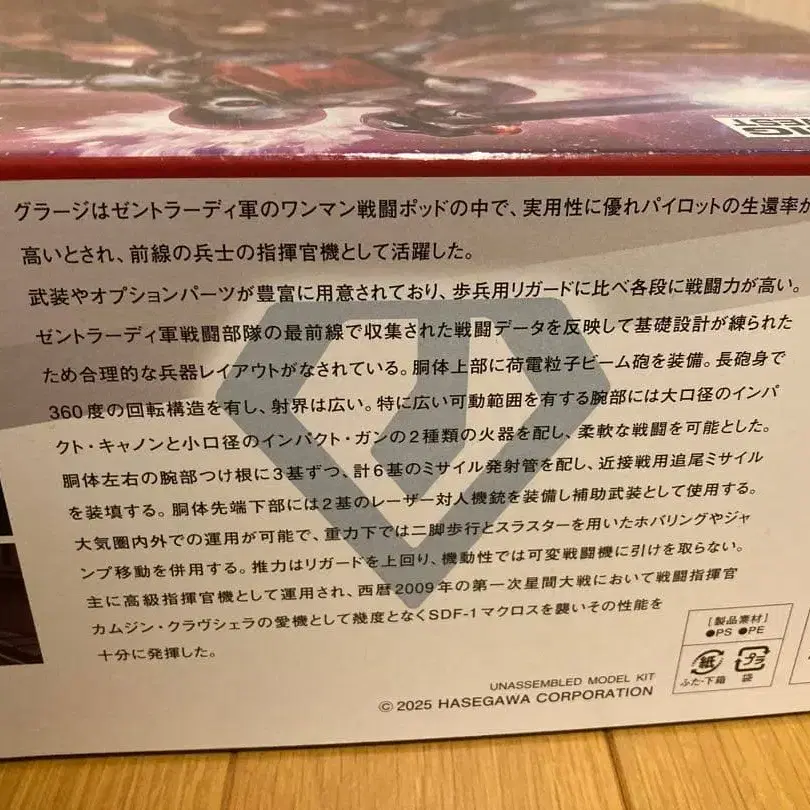 グラージはゼントラーディ軍のワンマン戦闘ポッドの中で、実用性に優れパイロットの生還率が
高いとされ、前線の兵士の指揮官機として活躍した。
武装やオプションパーツが豊富に用意されており、歩兵用リガードに比べ各段に戦闘力が高い。
ゼントラーディ軍戦闘部隊の最前線で収集された戦闘データを反映して基礎設計が練られた
ため合理的な兵器レイアウトがなされている。胴体上部に荷電粒子ビーム砲を装備。長砲身で
360度の回転構造を有し、射界は広い。特に広い可動範囲を有する腕部には大口径のインパ
クト・キャノンと小口径のインパクト・ガンの2種類の火器を配し、柔軟な戦闘を可能とした。
胴体左右の腕部つけ根に3基ずつ、計6基のミサイル発射管を配し、近接戦用追尾ミサイル
を装填する。胴体先端下部には2基のレーザー対人機銃を装備し補助武装として使用する。
大気圏内外での運用が可能で、重力下では二脚歩行とスラスターを用いたホバリングやジャ
ンプ移動を併用する。推力はリガードを上回り、機動性では可変戦闘機に引けを取らない。
主に高級指揮官機として運用され、西暦2009年の第一次星間大戦において戦闘指揮官
カムジン・クラヴシェラの愛機として幾度となくSDF-1マクロスを襲いその性能を
十分に発揮した。
[製品素材]
●PS ●PE
紙 プラ
ふた・下箱 袋
UNASSEMBLED MODEL KIT
© 2025 HASEGAWA CORPORATION